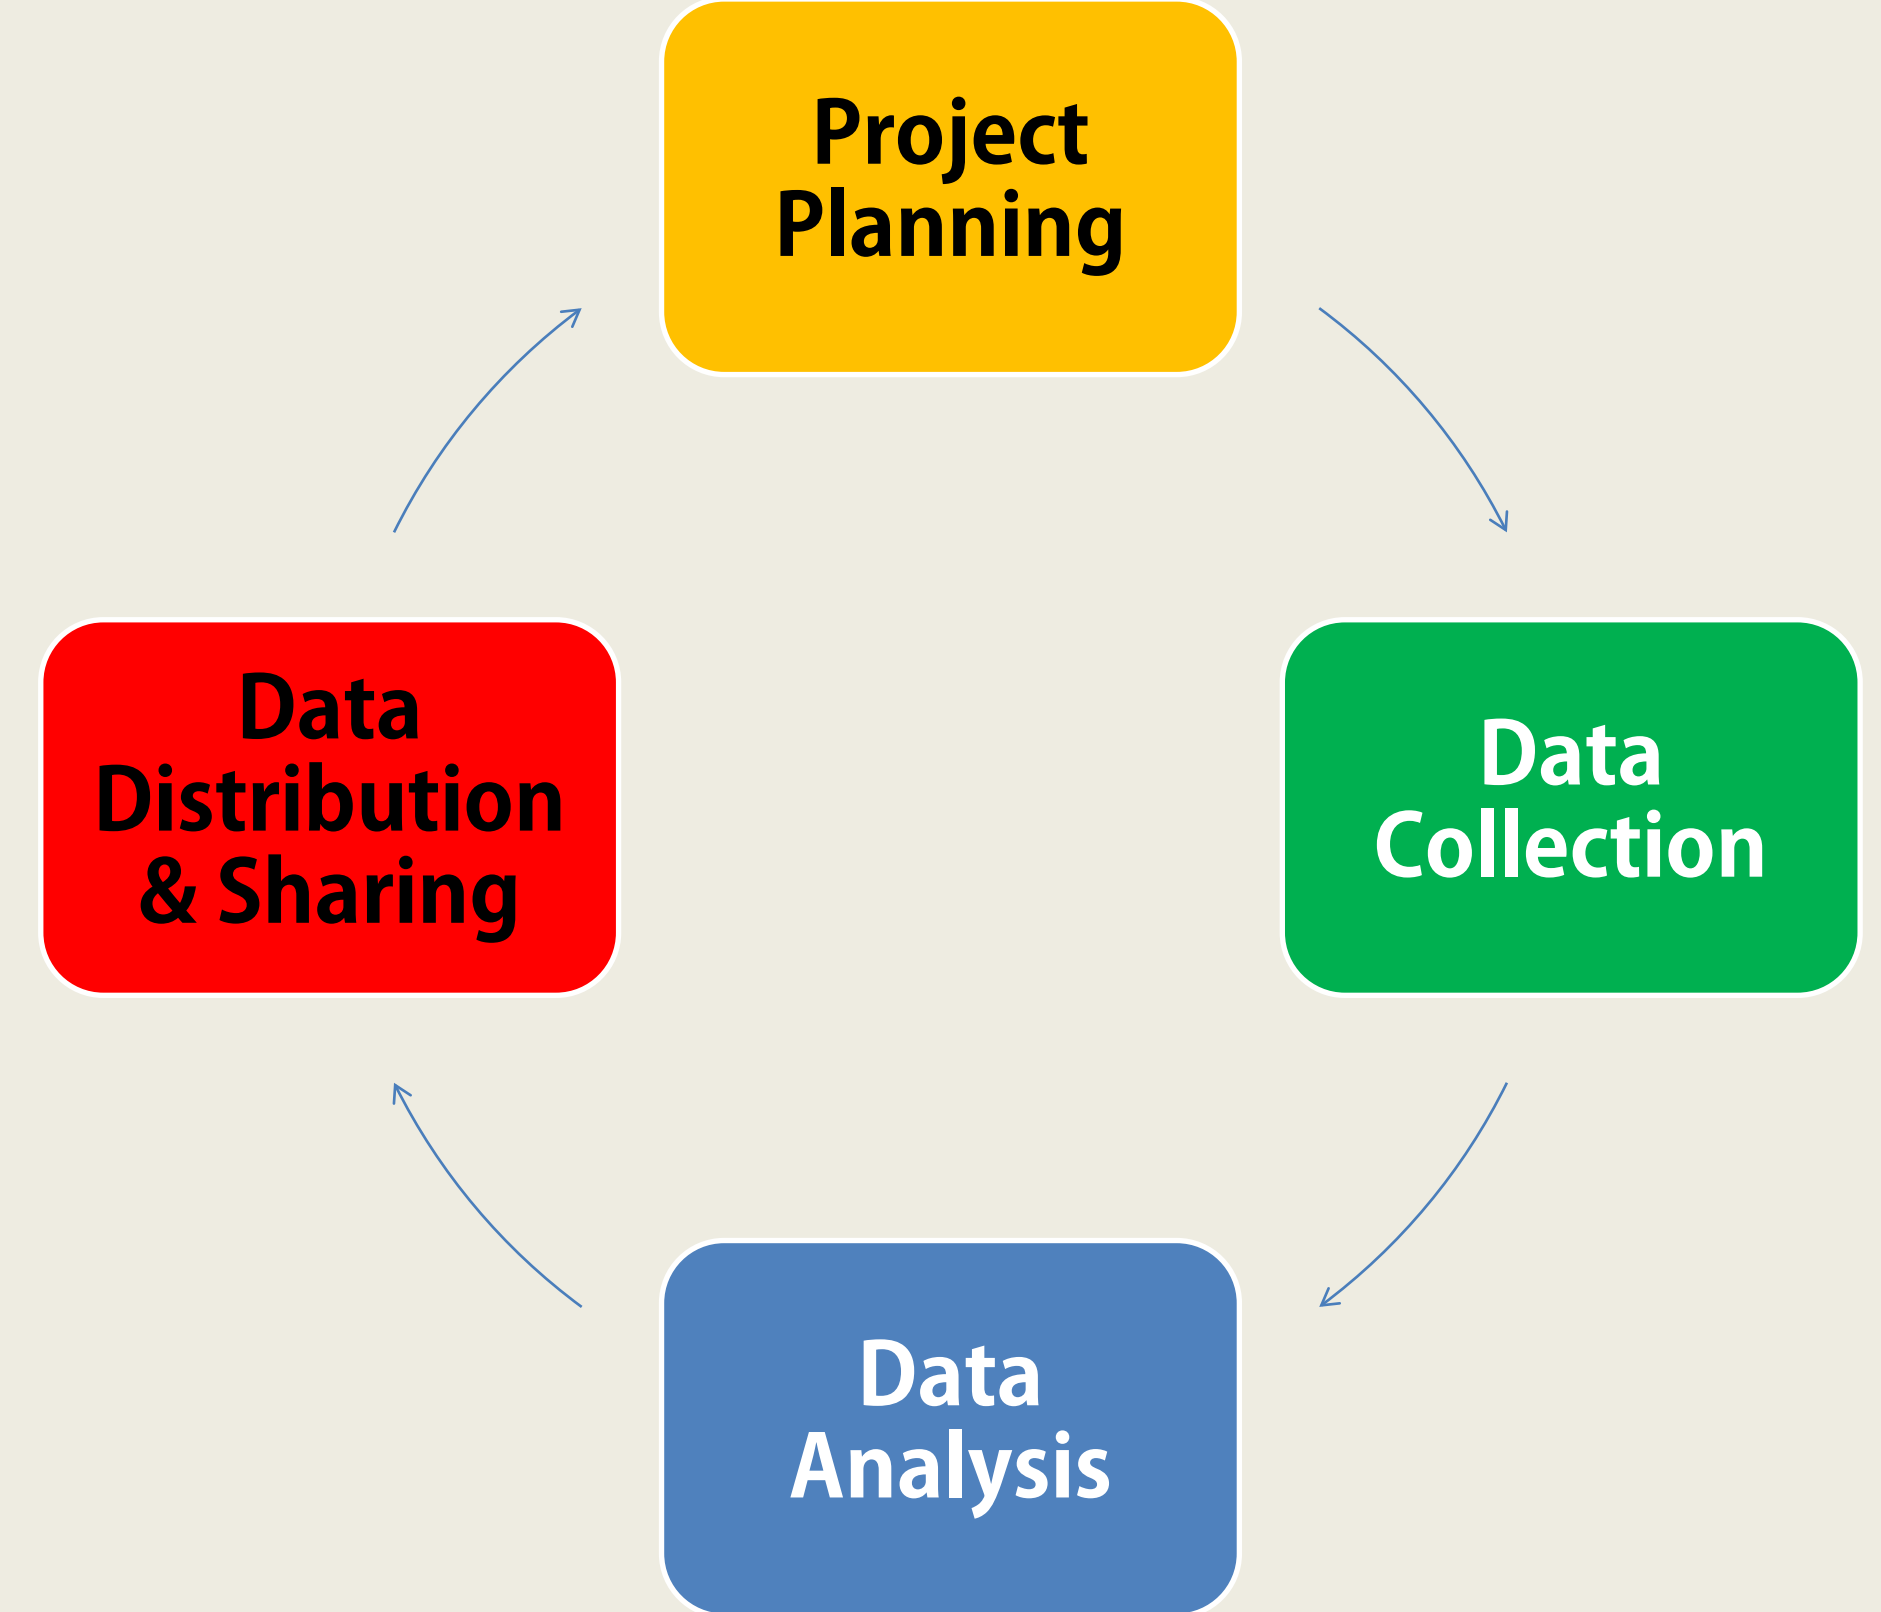 Project
Planning
Data
Collection
Data
Analysis
Data
Distribution
& Sharing